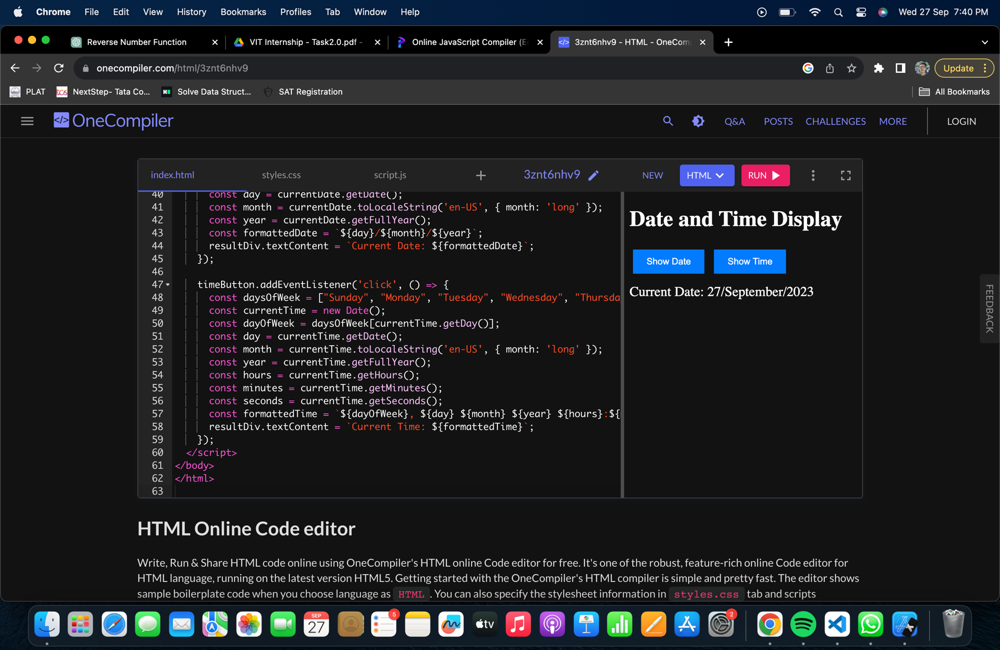 Chrome File Edit View History Bookmarks Profiles Tab Window Help Wed 27 Sep 7:40 PM
Reverse Number Function VIT Internship - Task2.0.pdf - Online JavaScript Compiler (E 3znt6nhv9 - HTML - OneComp
onecompiler.com/html/3znt6nhv9 Update
PLAT tcs NextStep- Tata Co... H Solve Data Struct... SAT Registration All Bookmarks
</> OneCompiler Q&A POSTS CHALLENGES MORE LOGIN
index.html styles.css script.js + 3znt6nhv9 NEW HTML RUN
40 const day = currentDate.getDate();
41 const month = currentDate.toLocaleString('en-US', { month: 'long' });
42 const year = currentDate.getFullYear();
43 const formattedDate = `${day}/${month}/${year}`;
44 resultDiv.textContent = `Current Date: ${formattedDate}`;
45 });
46
47 timeButton.addEventListener('click', () => {
48 const daysOfWeek = ["Sunday", "Monday", "Tuesday", "Wednesday", "Thursda
49 const currentTime = new Date();
50 const dayOfWeek = daysOfWeek[currentTime.getDay()];
51 const day = currentTime.getDate();
52 const month = currentTime.toLocaleString('en-US', { month: 'long' });
53 const year = currentTime.getFullYear();
54 const hours = currentTime.getHours();
55 const minutes = currentTime.getMinutes();
56 const seconds = currentTime.getSeconds();
57 const formattedTime = `${dayOfWeek}, ${day} ${month} ${year} ${hours}:${
58 resultDiv.textContent = `Current Time: ${formattedTime}`;
59 });
60 </script>
61 </body>
62 </html>
63
Date and Time Display
Show Date Show Time
Current Date: 27/September/2023
FEEDBACK
HTML Online Code editor
Write, Run & Share HTML code online using OneCompiler's HTML online Code editor for free. It's one of the robust, feature-rich online Code editor for
HTML language, running on the latest version HTML5. Getting started with the OneCompiler's HTML compiler is simple and pretty fast. The editor shows
sample boilerplate code when you choose language as HTML . You can also specify the stylesheet information in styles.css tab and scripts
SEP
27
5
tv
2